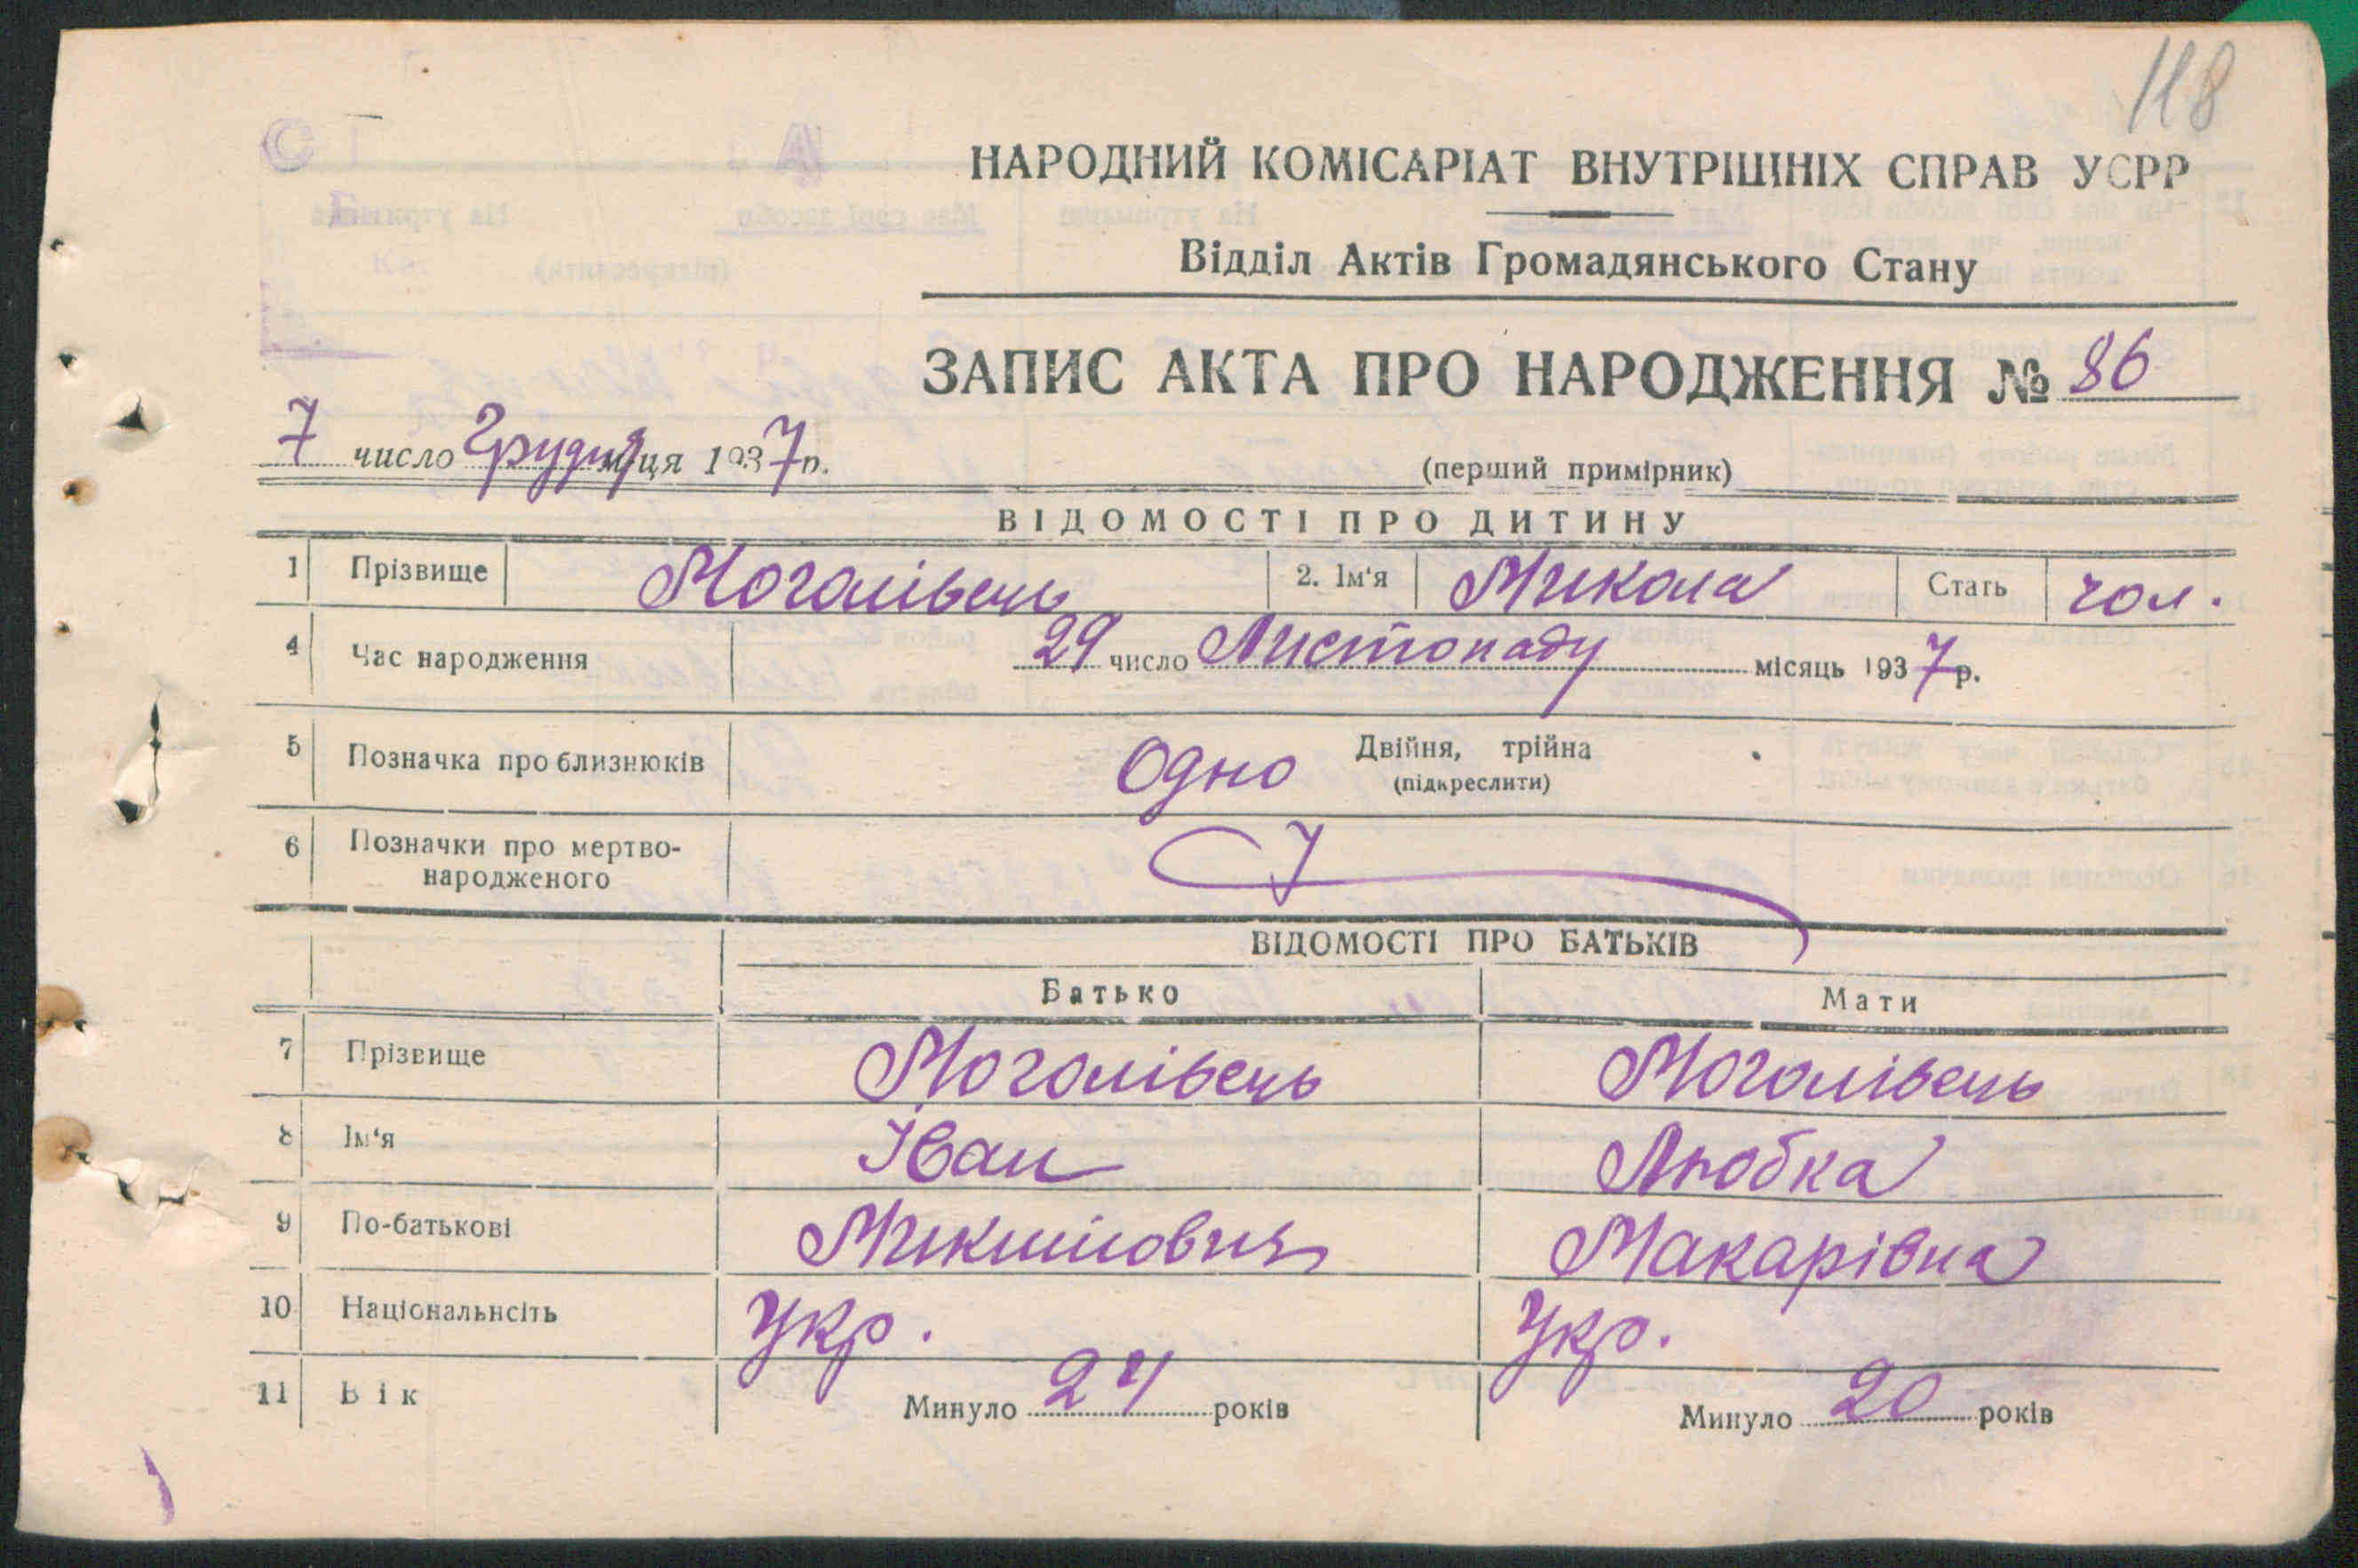 118
НАРОДНИЙ КОМІСАРІАТ ВНУТРІШНІХ СПРАВ УСРР
Відділ Актів Громадянського Стану
ЗАПИС АКТА ПРО НАРОДЖЕННЯ № 86
7 число Грудня м-ця 1937 р.
(перший примірник)
ВІДОМОСТІ ПРО ДИТИНУ
1 Прізвище Моголівець 2. Ім'я Микола Стать чол.
4 Час народження 29 число Листопаду місяць 1937 р.
5 Позначка про близнюків Одно Двійня, трійна
(підкреслити)
6 Позначки про мертво-
народженого
ВІДОМОСТІ ПРО БАТЬКІВ
Батько Мати
7 Прізвище Моголівець Моголівець
8 Ім'я Іван Любка
9 По-батькові Макарівна
10 Національнсіть Укр. Укр.
11 Вік Минуло 24 років Минуло 20 років